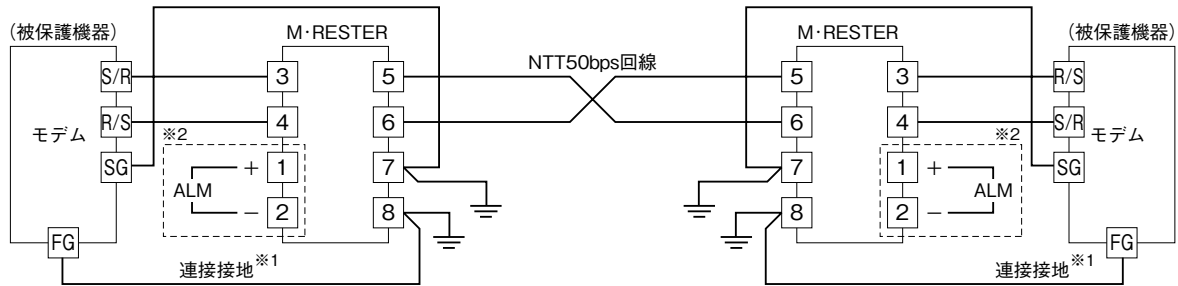 (被保護機器) M・RESTER M・RESTER (被保護機器)
NTT50bps回線
S/R 3 5 5 3 R/S
R/S 4 6 6 4 S/R
モデム ※2 ※2 モデム
SG + 1 7 7 1 + SG
ALM ALM
− 2 8 8 2 −
FG FG
連接接地※1 連接接地※1